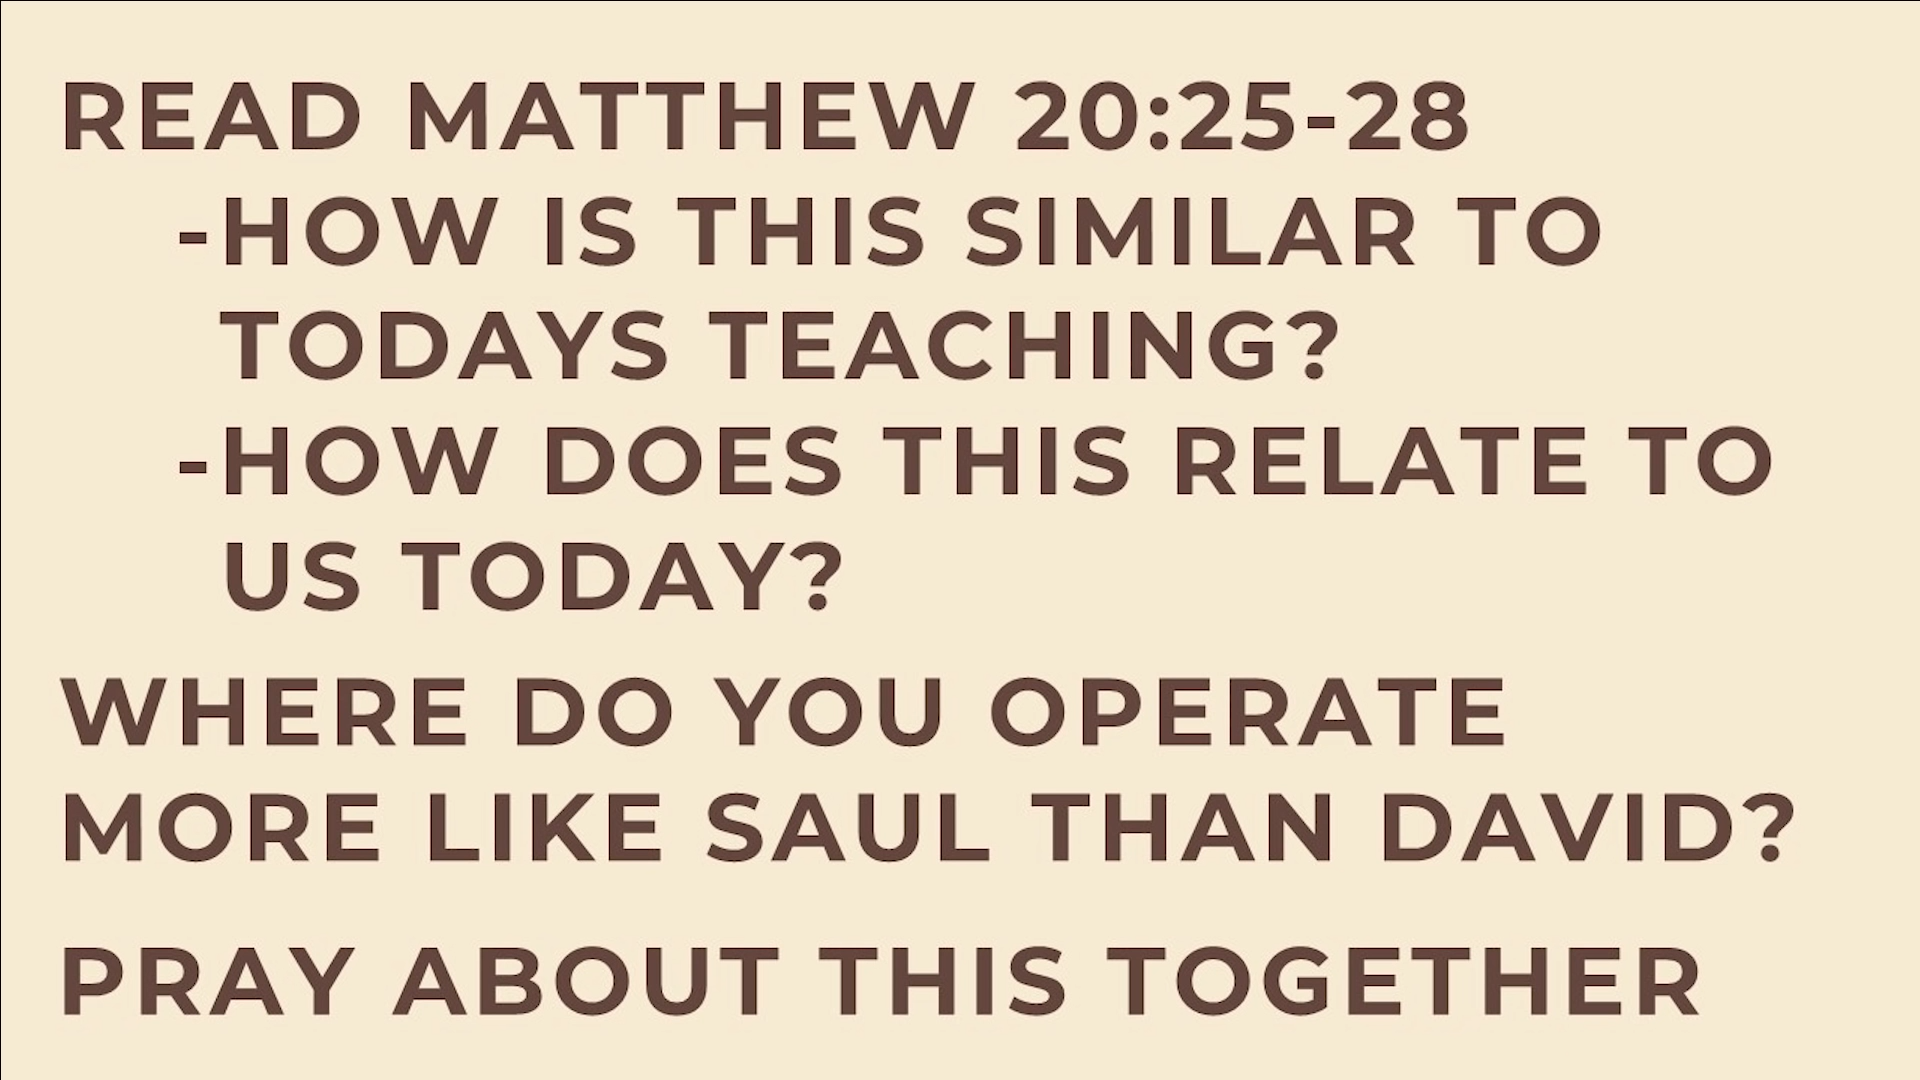 READ MATTHEW 20:25-28
-HOW IS THIS SIMILAR TO
TODAYS TEACHING?
-HOW DOES THIS RELATE TO
US TODAY?
WHERE DO YOU OPERATE
MORE LIKE SAUL THAN DAVID?
PRAY ABOUT THIS TOGETHER